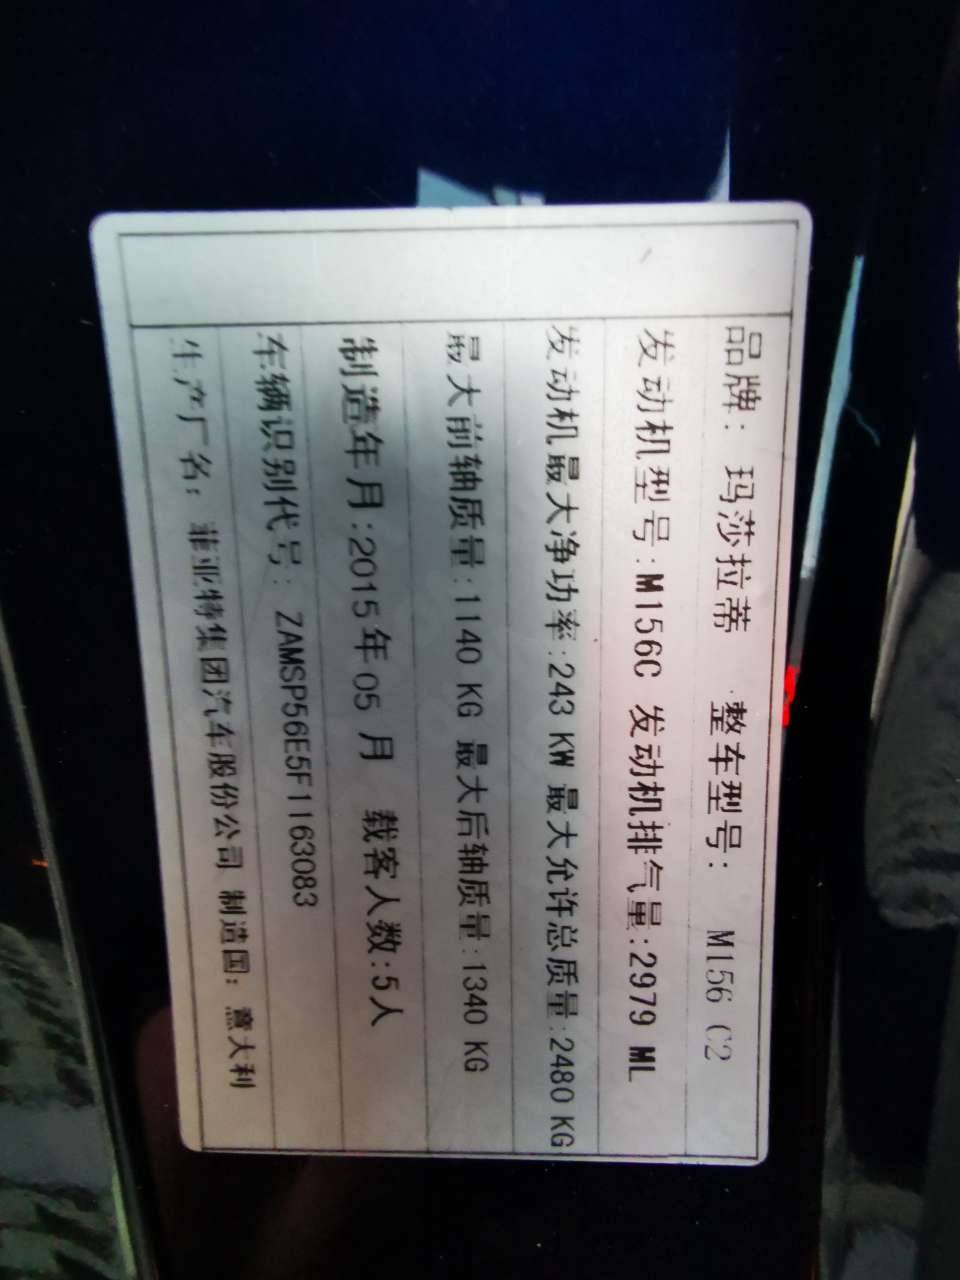 品牌: 玛莎拉蒂 整车型号: M156 C2
发动机型号:M156C 发动机排气量:2979 ML
发动机最大净功率:243 KW 最大允许总质量:2480 KG
最大前轴质量:1140 KG 最大后轴质量:1340 KG
制造年月:2015年05月 载客人数:5人
车辆识别代号: ZAMSP56E5F1163083
生产厂名: 菲亚特集团汽车股份公司 制造国: 意大利